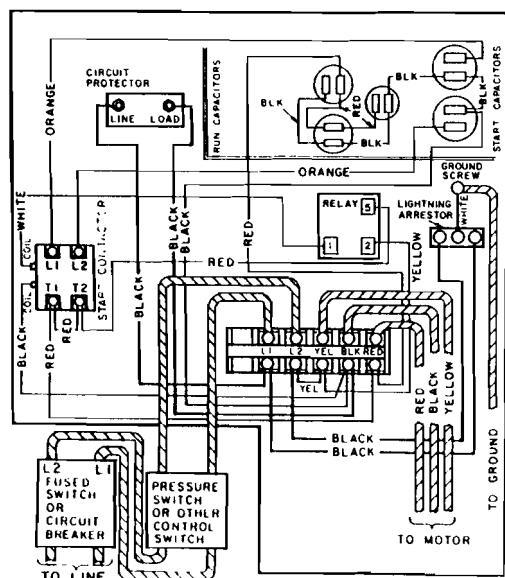 CIRCUIT
PROTECTOR
LINE LOAD
ORANGE
RUN CAPACITORS
BLK
RED
BLK
BLK
BLK
START CAPACITORS
ORANGE
GROUND
SCREW
WHITE
LIGHTNING
ARRESTOR
WHITE
COIL
COIL
L1 L2
T1 T2
START CONTACTOR
BLACK
RED
RED
RED
BLACK
BLACK
BLACK
RED
RELAY
5
1 2
YELLOW
L1 L2 YEL BLK RED
YEL
BLACK
BLACK
RED
BLACK
YELLOW
TO GROUND
L2 L1
FUSED
SWITCH
OR
CIRCUIT
BREAKER
PRESSURE
SWITCH
OR OTHER
CONTROL
SWITCH
TO MOTOR
TO LINE